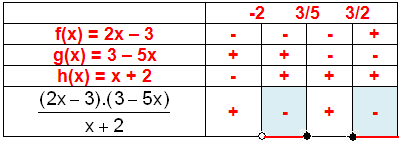 -2 3/5 3/2
f(x) = 2x – 3 - - - +
g(x) = 3 – 5x + + - -
h(x) = x + 2 - + + +
(2x – 3).(3 – 5x)
x + 2 + - + -